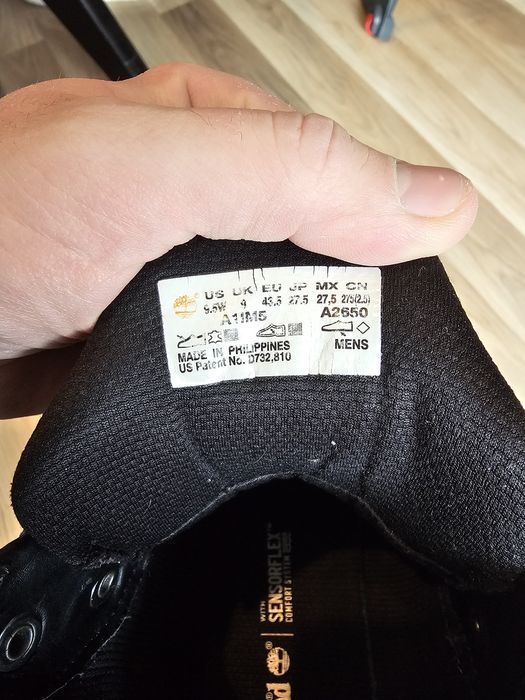 US UK EU JP MX CN
9.5W 9 43.5 27.5 27,5 275(2.5)
A11M5 A2650
MADE IN PHILIPPINES
US Patent No. D732,810
MENS
WITH
SENSORFLEX™
COMFORT SYSTEM